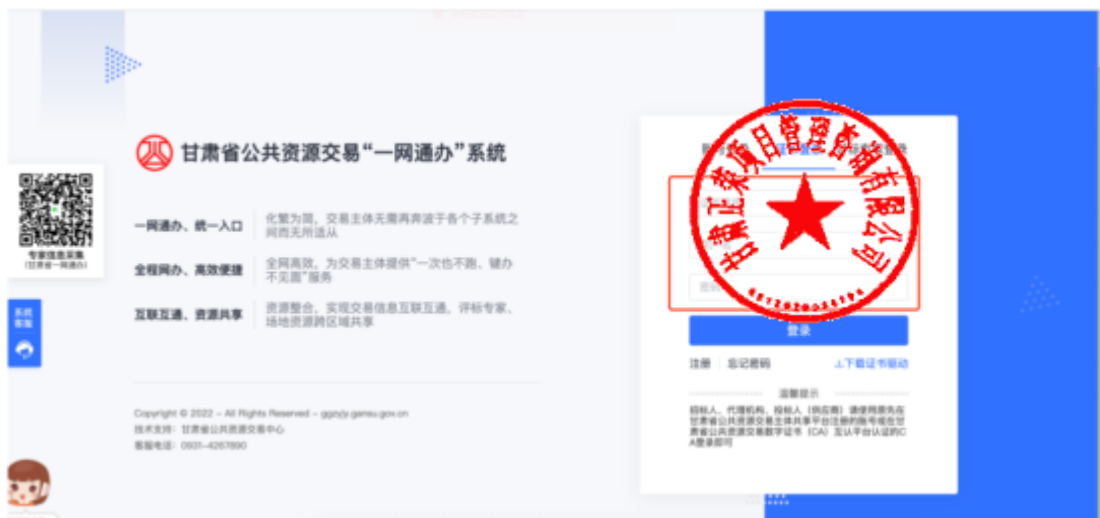 甘肃省公共资源交易“一网通办”系统
一网通办、统一入口
化繁为简，交易主体无需再奔波于各个子系统之
间而无所适从
全程网办、高效便捷
全网高效，为交易主体提供“一次也不跑、键办
不见面”服务
互联互通、资源共享
资源整合，实现交易信息互联互通、评标专家、
场地资源跨区域共享
Copyright © 2022 - All Rights Reserved - ggzyjy.gansu.gov.cn
技术支持：甘肃省公共资源交易中心
客服电话：0931-4267890
专家信息采集
(甘肃省一网通办)
系统
客服
甘肃正荣项目管理咨询有限公司
登录
注册
忘记密码
下载证书驱动
温馨提示
招标人、代理机构、投标人（供应商）请使用原先在
甘肃省公共资源交易主体共享平台注册的账号或在甘
肃省公共资源交易数字证书（CA）互认平台认证的C
A登录即可